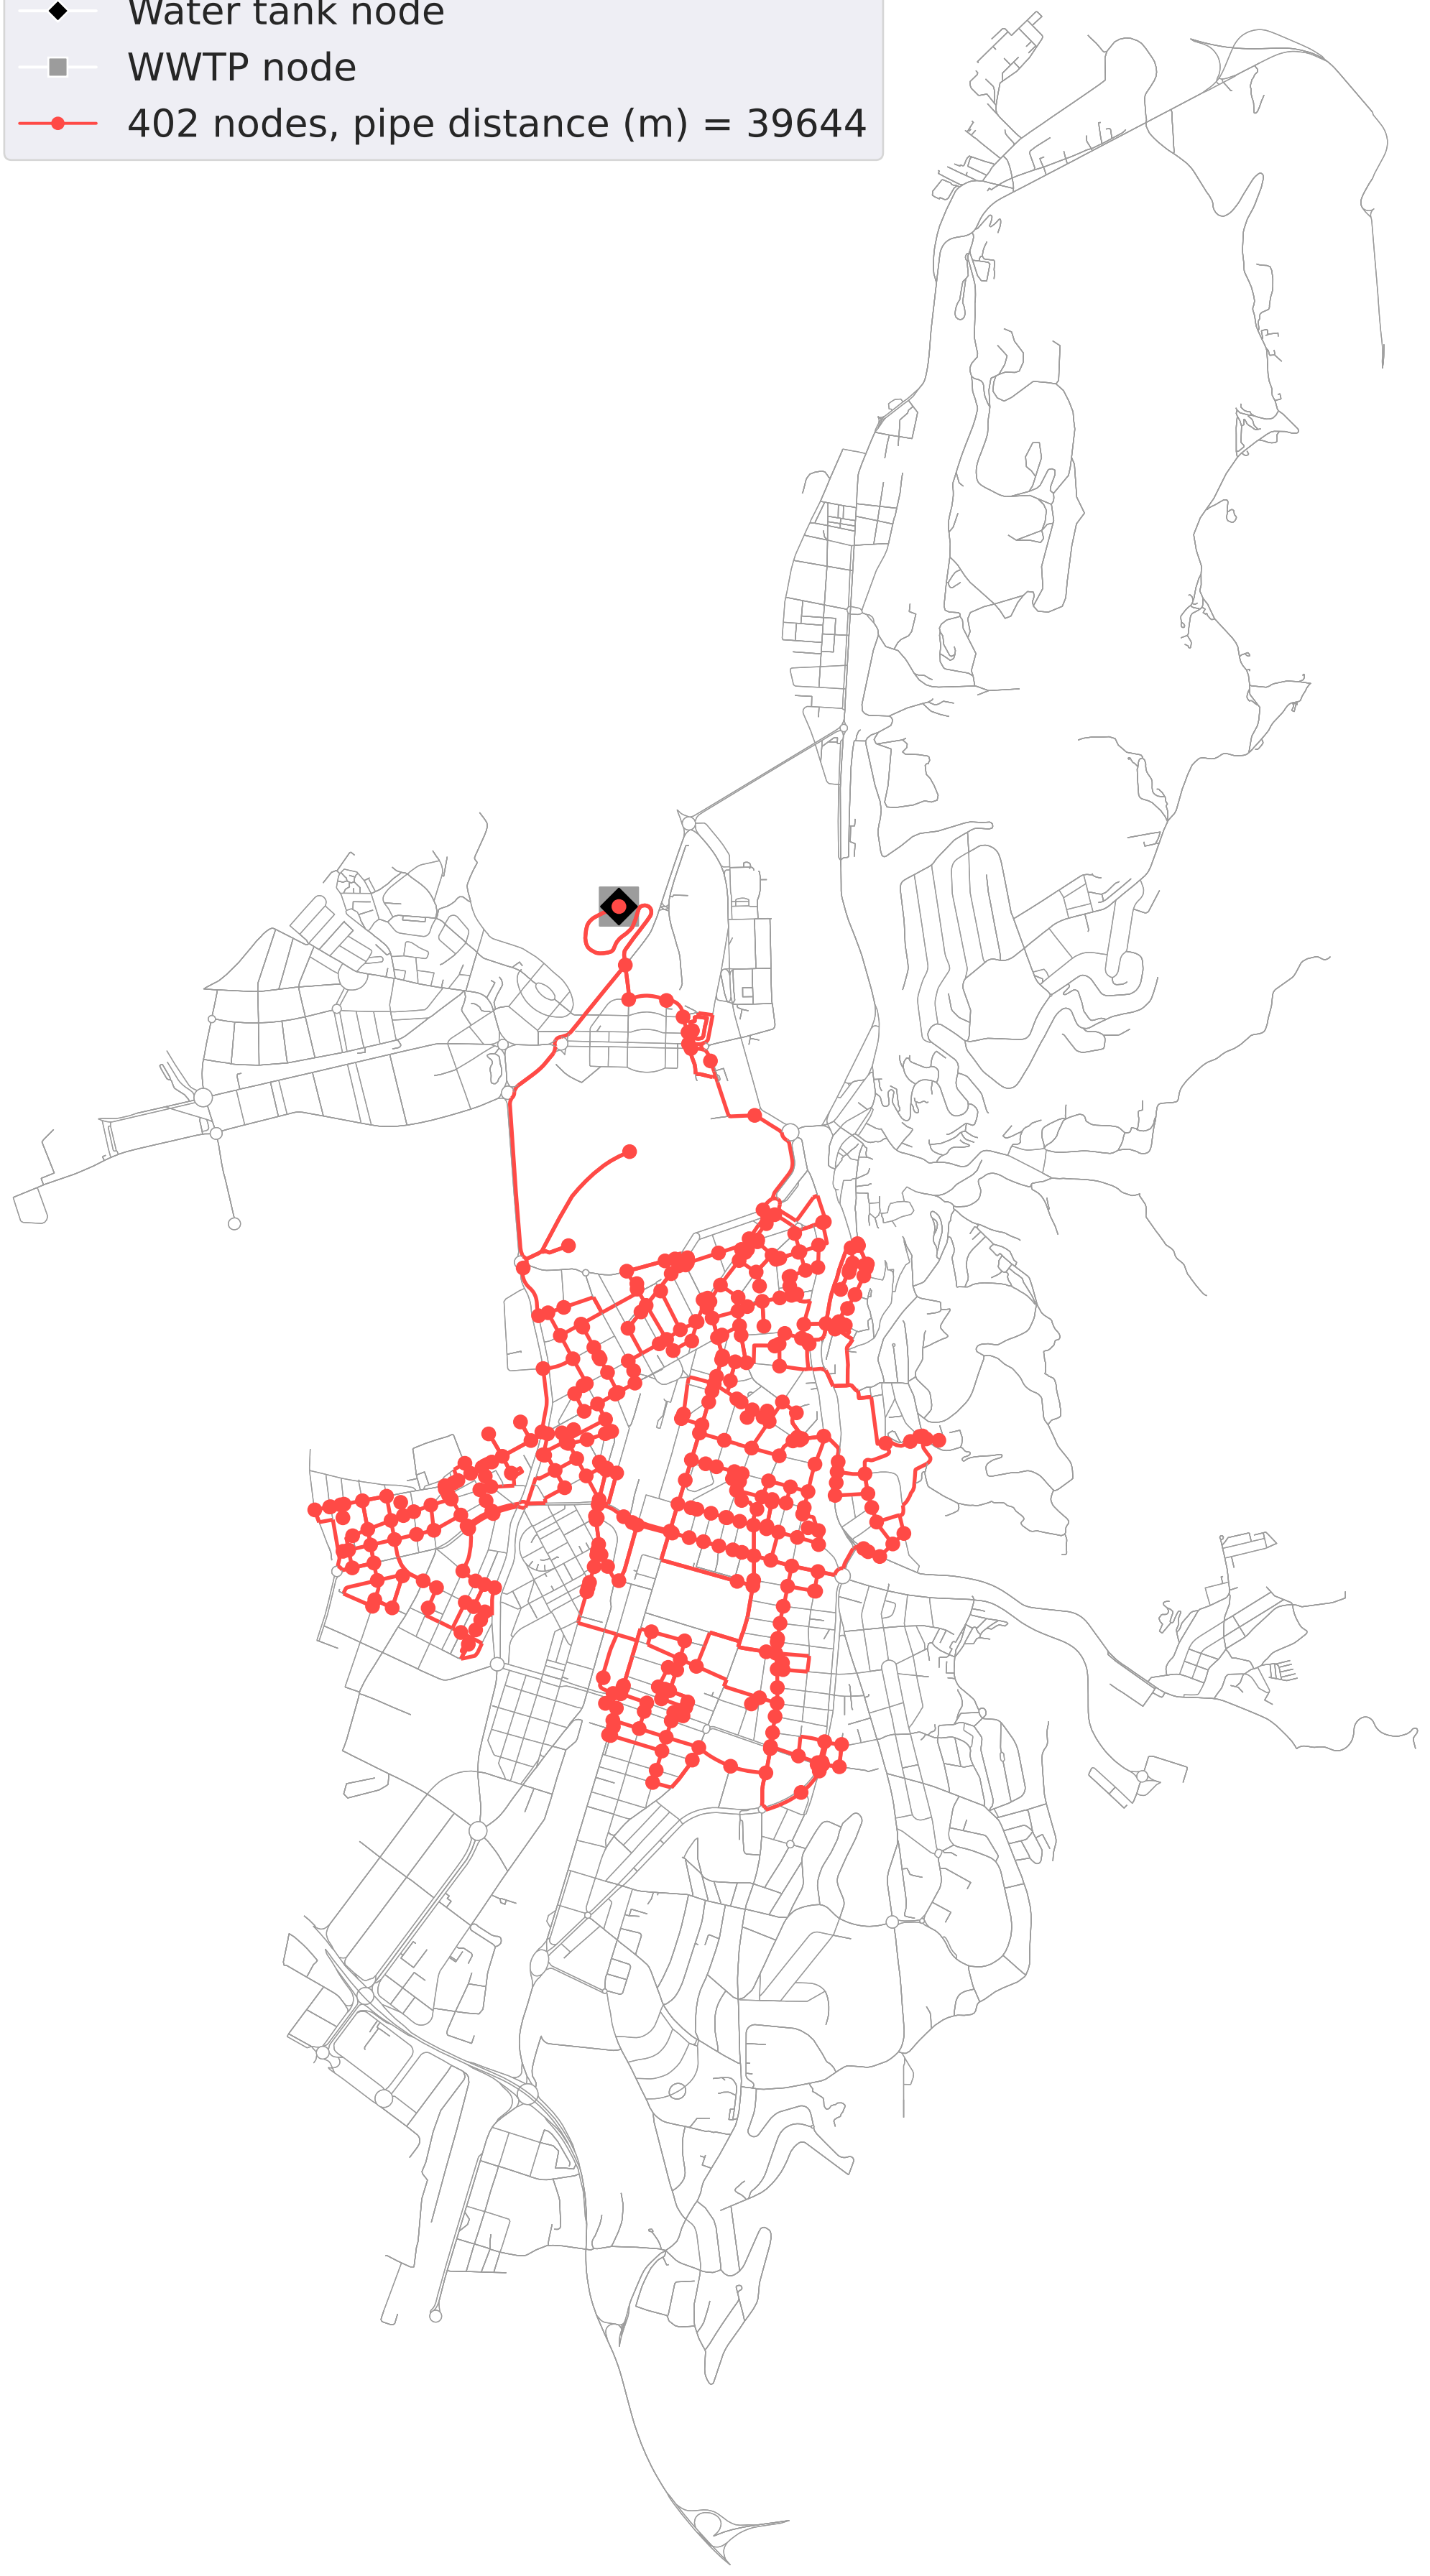 Water tank node
WWTP node
402 nodes, pipe distance (m) = 39644